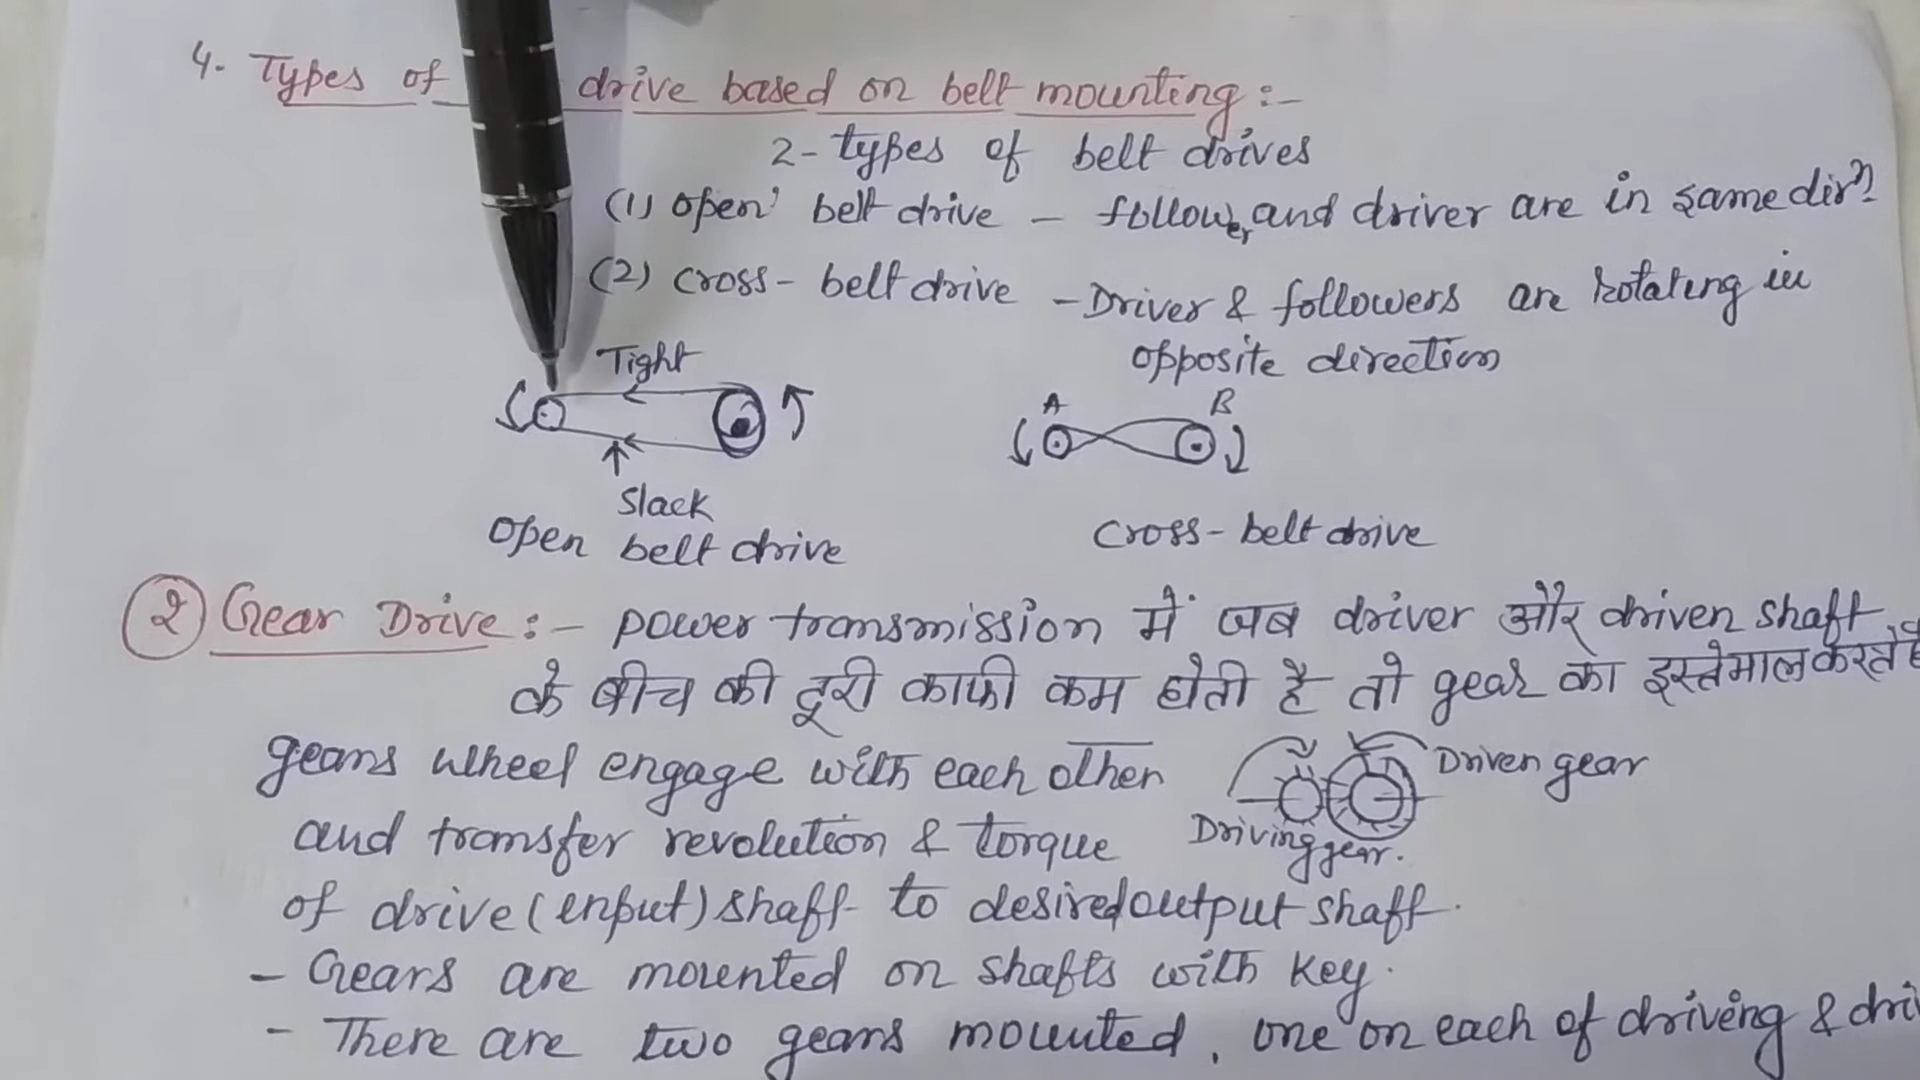 4. Types of drive based on belt mounting :-
2 - types of belt drives
(1) open belt drive - follower and driver are in same dirn
(2) cross - belt drive - Driver & followers are rotating in
opposite direction
Tight
A B
Slack
open belt drive
cross - belt drive
2 Gear Drive :- power transmission में जब driver और driven shaft
के बीच की दूरी काफी कम होती है तो gear का इस्तेमाल करते
gears wheel engage with each other
Driven gear
and transfer revolution & torque
Driving gear.
of drive (enput) shaft to desired output shaft.
- Gears are mounted on shafts with key.
- There are two gears mounted, one on each of driving & dri